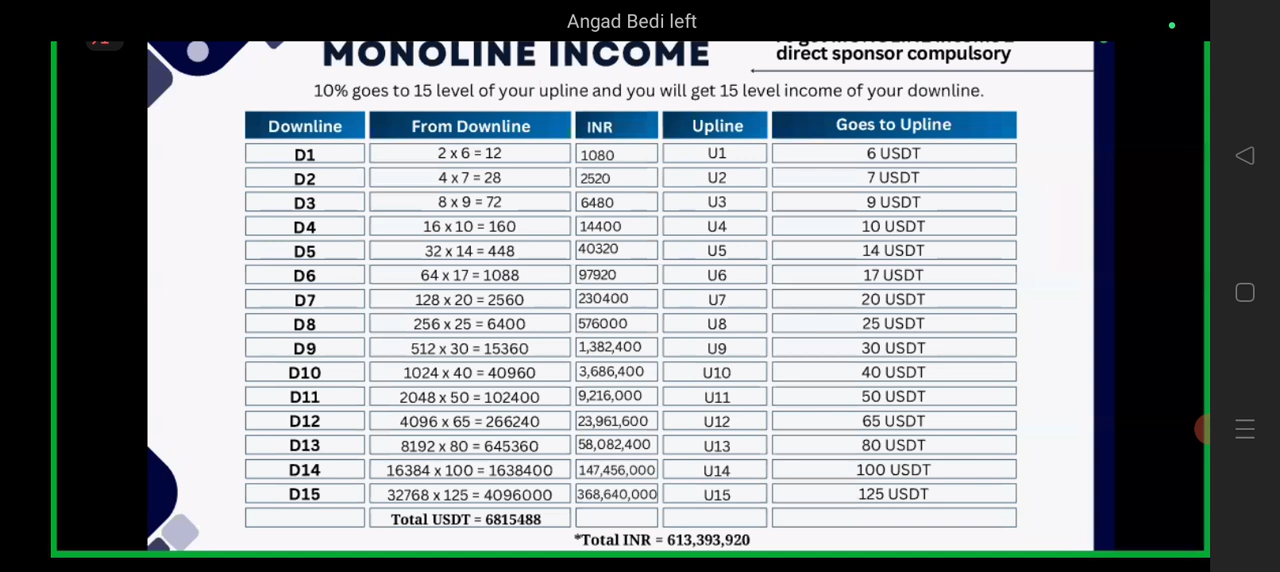 Angad Bedi left
MONOLINE INCOME
direct sponsor compulsory
10% goes to 15 level of your upline and you will get 15 level income of your downline.
Downline From Downline INR Upline Goes to Upline
D1 2 x 6 = 12 1080 U1 6 USDT
D2 4 x 7 = 28 2520 U2 7 USDT
D3 8 x 9 = 72 6480 U3 9 USDT
D4 16 x 10 = 160 14400 U4 10 USDT
D5 32 x 14 = 448 40320 U5 14 USDT
D6 64 x 17 = 1088 97920 U6 17 USDT
D7 128 x 20 = 2560 230400 U7 20 USDT
D8 256 x 25 = 6400 576000 U8 25 USDT
D9 512 x 30 = 15360 1,382,400 U9 30 USDT
D10 1024 x 40 = 40960 3,686,400 U10 40 USDT
D11 2048 x 50 = 102400 9,216,000 U11 50 USDT
D12 4096 x 65 = 266240 23,961,600 U12 65 USDT
D13 8192 x 80 = 645360 58,082,400 U13 80 USDT
D14 16384 x 100 = 1638400 147,456,000 U14 100 USDT
D15 32768 x 125 = 4096000 368,640,000 U15 125 USDT
Total USDT = 6815488
*Total INR = 613,393,920